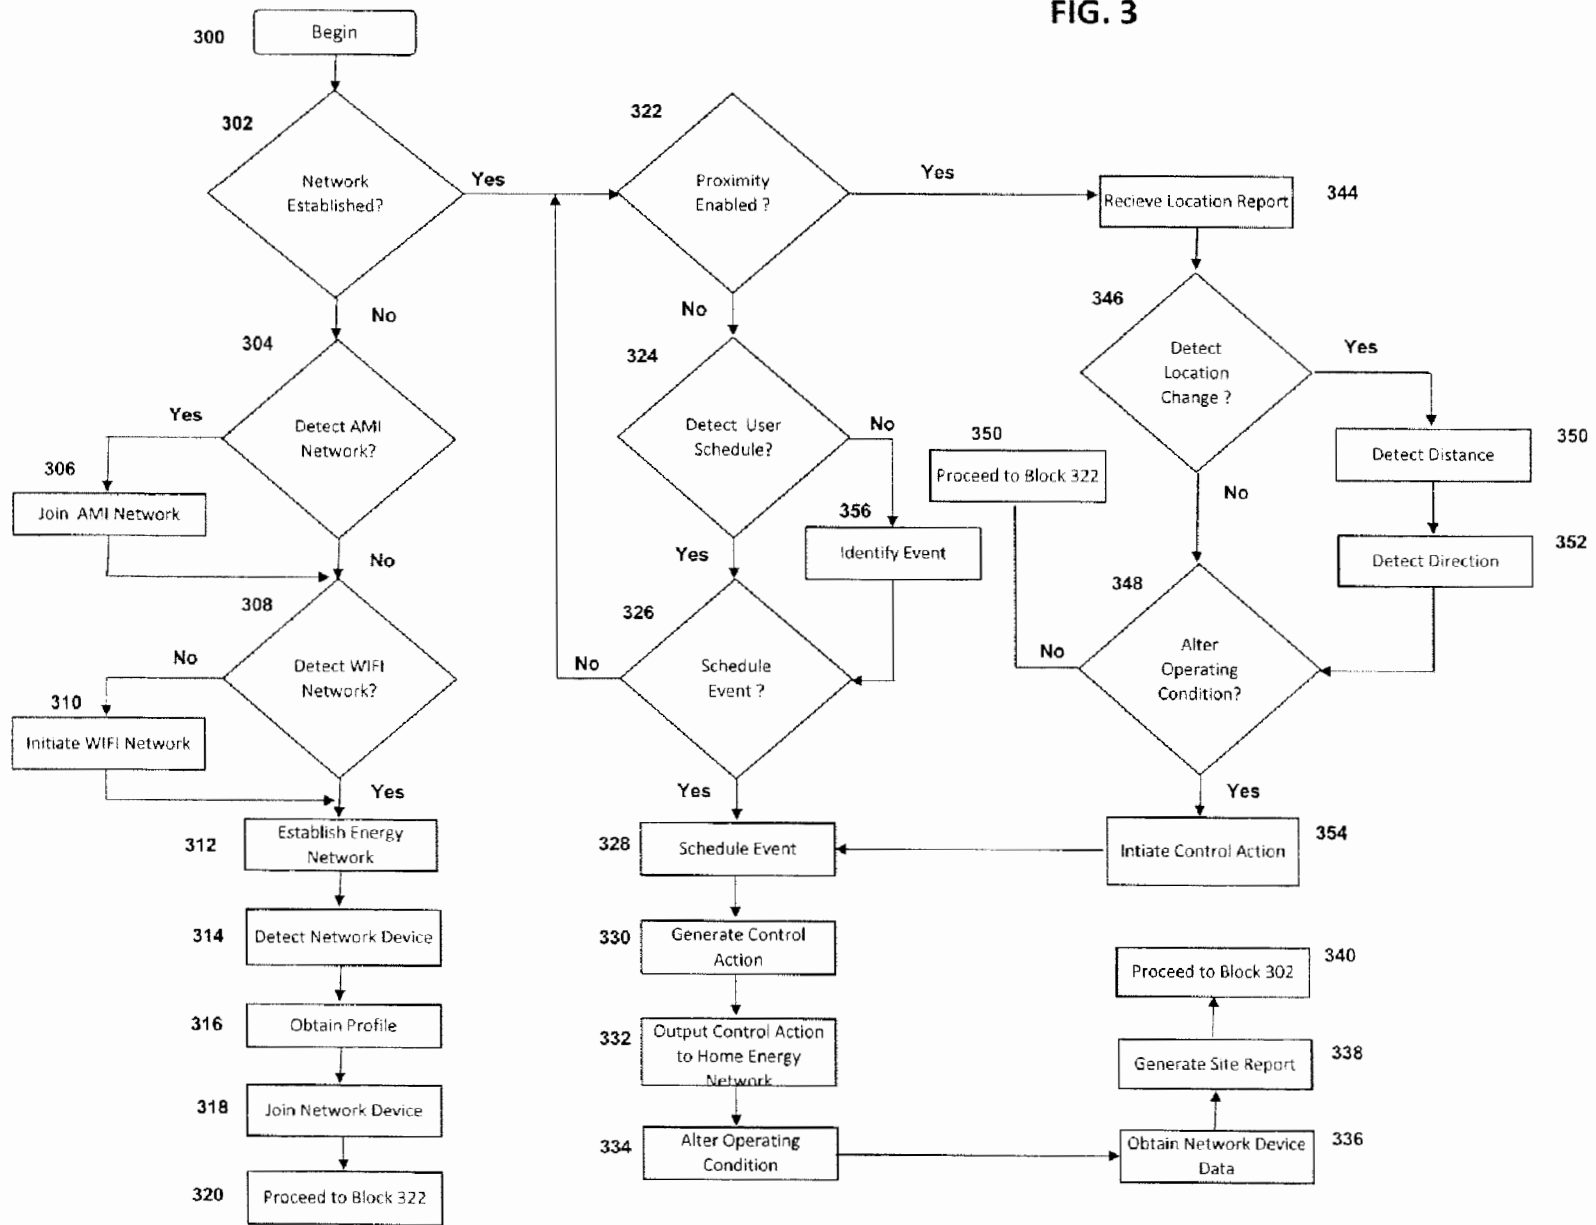 FIG. 3
300
Begin
302
Network
Established?
Yes
No
304
Detect AMI
Network?
Yes
306
Join AMI Network
No
308
Detect WIFI
Network?
No
310
Initiate WIFI Network
Yes
312
Establish Energy
Network
314
Detect Network Device
316
Obtain Profile
318
Join Network Device
320
Proceed to Block 322
322
Proximity
Enabled ?
Yes
No
324
Detect User
Schedule?
No
356
Identify Event
Yes
326
Schedule
Event ?
No
Yes
328
Schedule Event
330
Generate Control
Action
332
Output Control Action
to Home Energy
Network
334
Alter Operating
Condition
Recieve Location Report
344
346
Detect
Location
Change ?
Yes
350
Detect Distance
352
Detect Direction
No
350
Proceed to Block 322
348
Alter
Operating
Condition?
No
Yes
354
Intiate Control Action
340
Proceed to Block 302
338
Generate Site Report
336
Obtain Network Device
Data